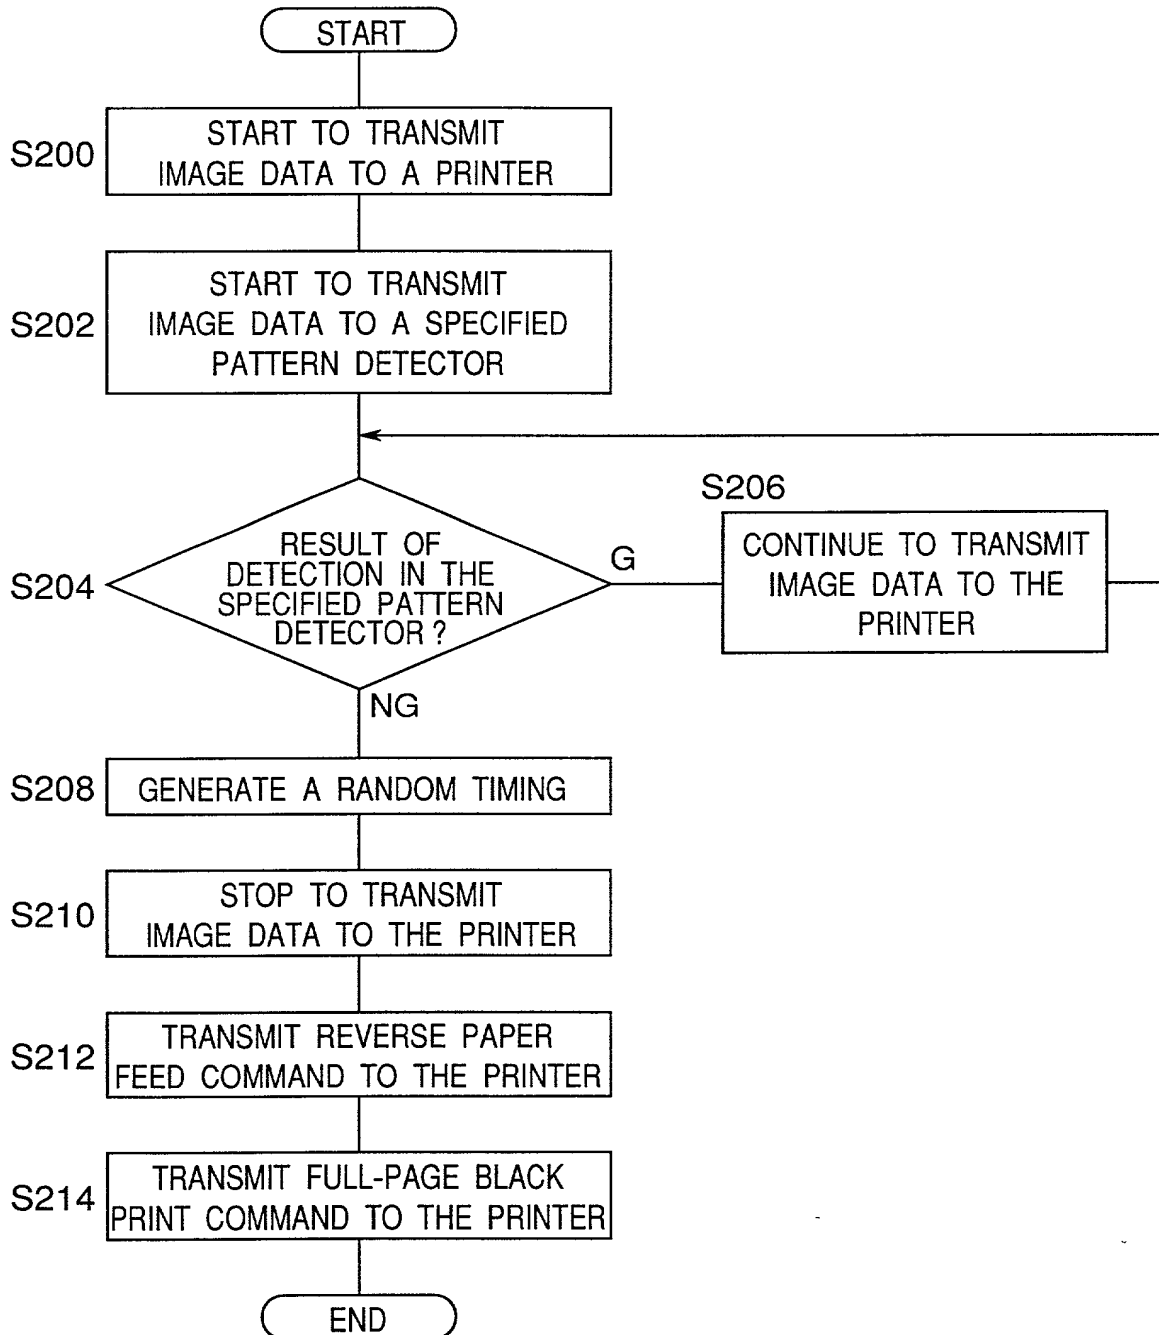 START
S200
START TO TRANSMIT
IMAGE DATA TO A PRINTER
S202
START TO TRANSMIT
IMAGE DATA TO A SPECIFIED
PATTERN DETECTOR
S204
RESULT OF
DETECTION IN THE
SPECIFIED PATTERN
DETECTOR ?
G
S206
CONTINUE TO TRANSMIT
IMAGE DATA TO THE
PRINTER
NG
S208
GENERATE A RANDOM TIMING
S210
STOP TO TRANSMIT
IMAGE DATA TO THE PRINTER
S212
TRANSMIT REVERSE PAPER
FEED COMMAND TO THE PRINTER
S214
TRANSMIT FULL-PAGE BLACK
PRINT COMMAND TO THE PRINTER
END